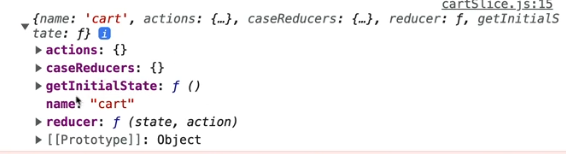 cartSlice.js:15
{name: 'cart', actions: {…}, caseReducers: {…}, reducer: ƒ, getInitialS
tate: ƒ} i
actions: {}
caseReducers: {}
getInitialState: ƒ ()
name: "cart"
reducer: ƒ (state, action)
[[Prototype]]: Object